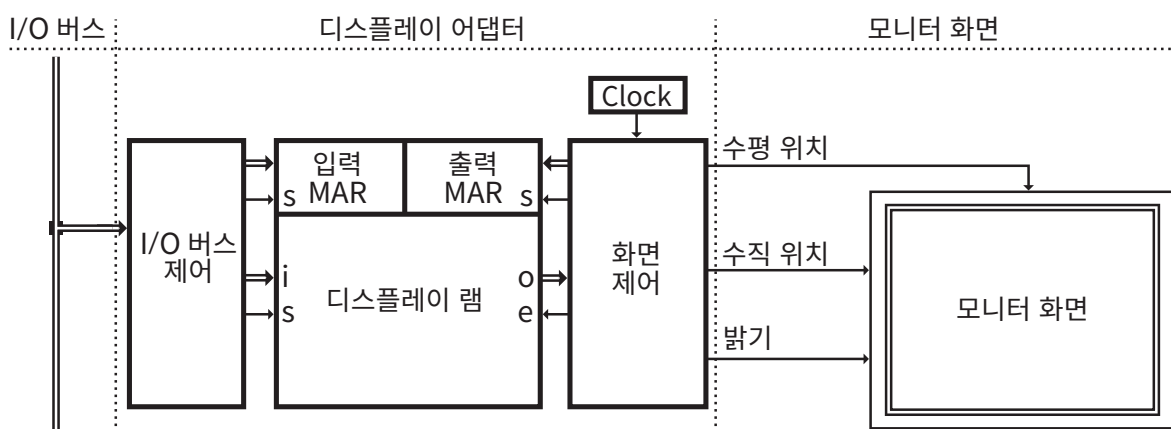 I/O 버스
디스플레이 어댑터
모니터 화면
Clock
입력
MAR
s
출력
MAR
s
I/O 버스
제어
i
s
디스플레이 램
o
e
화면
제어
수평 위치
수직 위치
밝기
모니터 화면